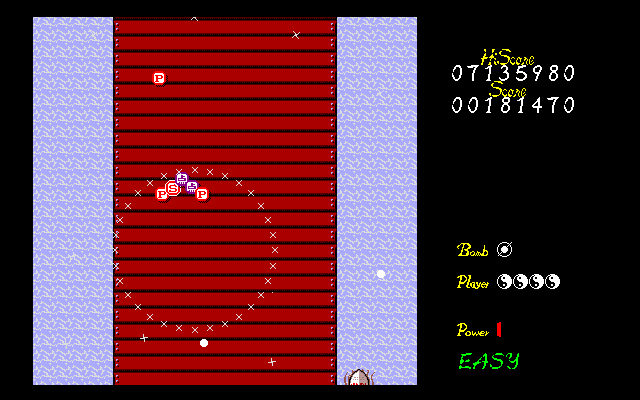 HiScore
07135980
Score
00181470
P
S
P P
Bomb
Player
Power
EASY